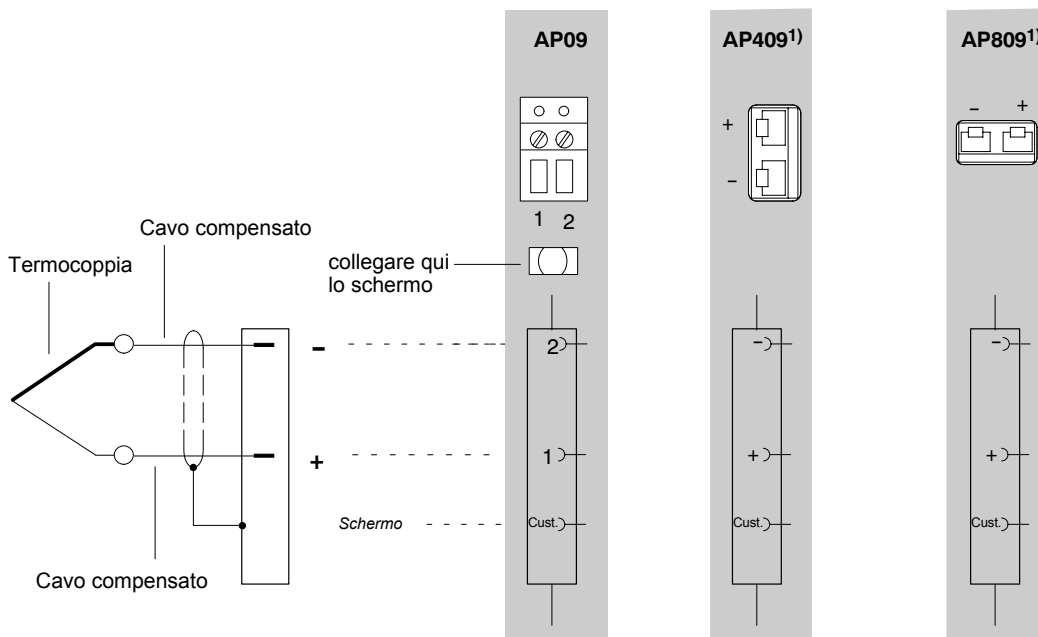 AP09
AP409¹⁾
AP809¹⁾
+
-
- +
1 2
Cavo compensato
Termocoppia
collegare qui
lo schermo
-
2
-
-
+
1
+
+
Schermo
Cust.
Cust.
Cust.
Cavo compensato